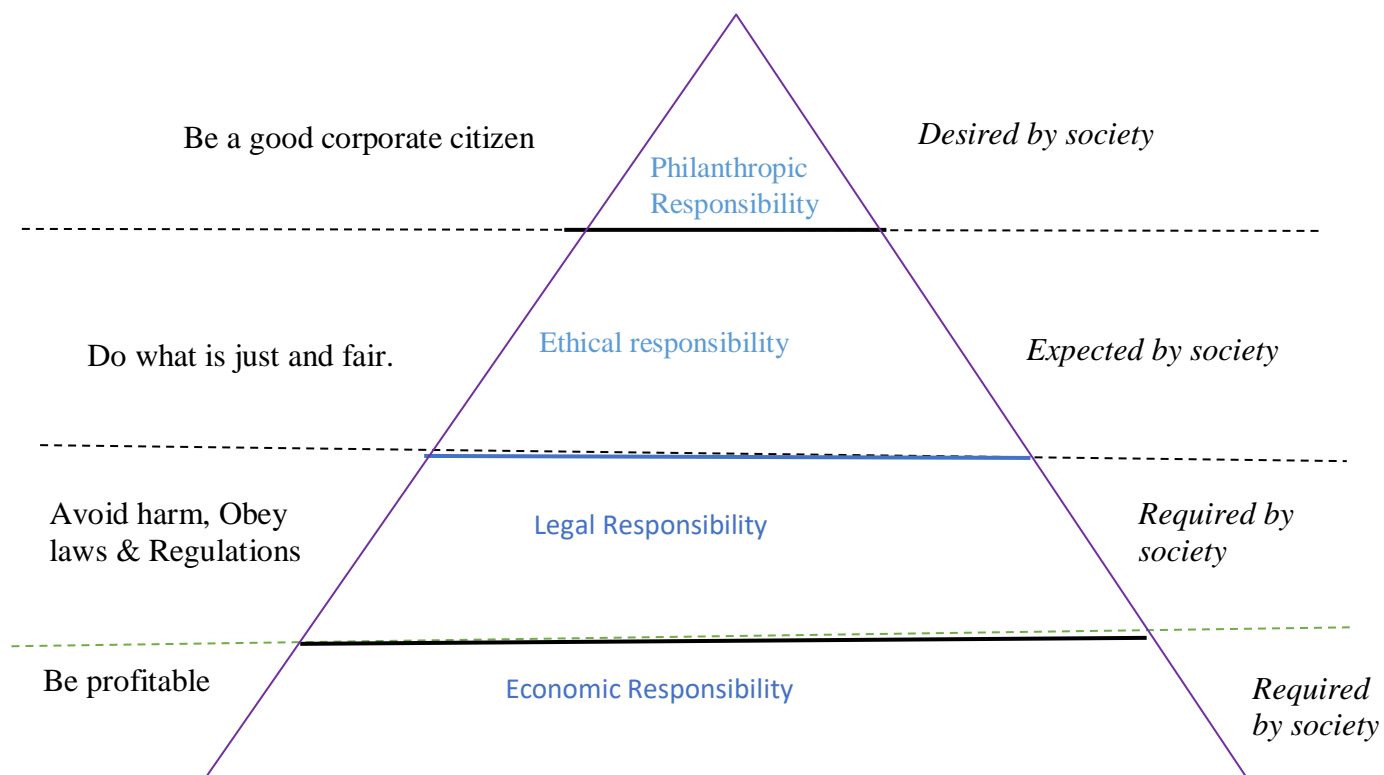 Be a good corporate citizen
Philanthropic
Responsibility
Desired by society
Do what is just and fair.
Ethical responsibility
Expected by society
Avoid harm, Obey
laws & Regulations
Legal Responsibility
Required by
society
Be profitable
Economic Responsibility
Required
by society